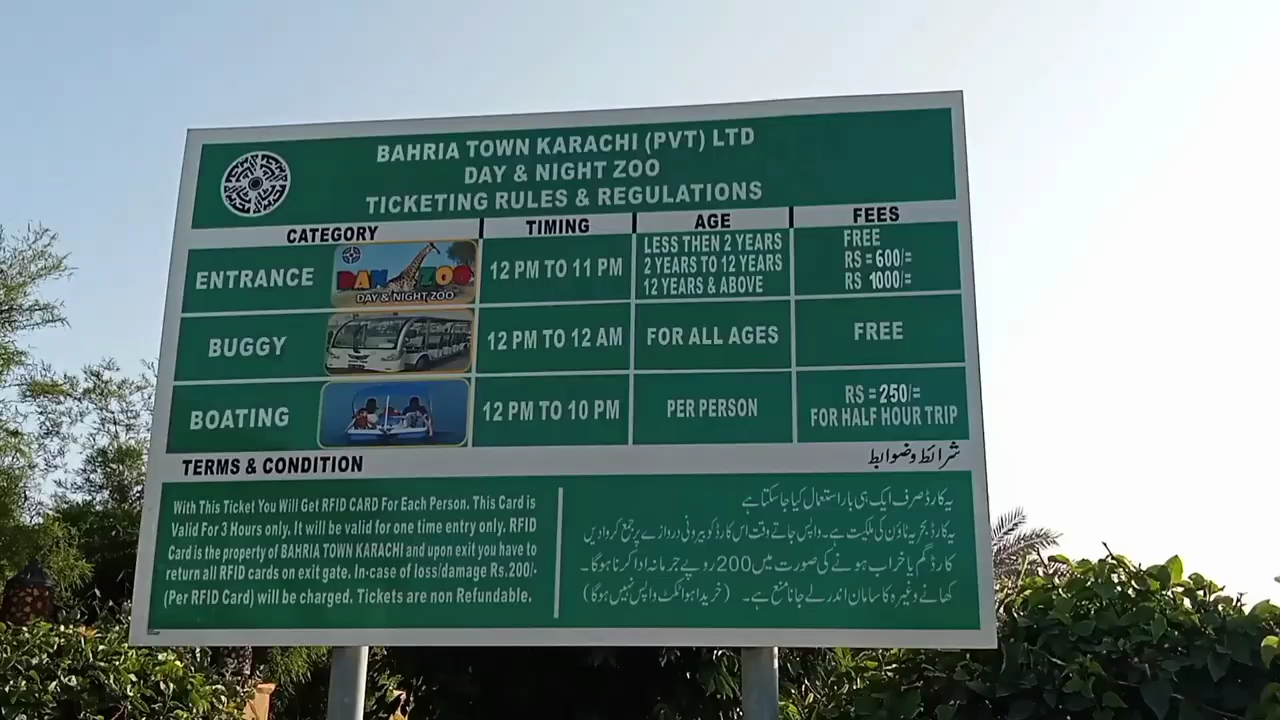 BAHRIA TOWN KARACHI (PVT) LTD
DAY & NIGHT ZOO
TICKETING RULES & REGULATIONS
CATEGORY TIMING AGE FEES
ENTRANCE DAY & NIGHT ZOO 12 PM TO 11 PM
LESS THEN 2 YEARS FREE
2 YEARS TO 12 YEARS RS = 600/=
12 YEARS & ABOVE RS 1000/=
BUGGY 12 PM TO 12 AM FOR ALL AGES FREE
BOATING 12 PM TO 10 PM PER PERSON RS = 250/=
FOR HALF HOUR TRIP
TERMS & CONDITION
شرائط وضوابط
With This Ticket You Will Get RFID CARD For Each Person. This Card is
Valid For 3 Hours only. It will be valid for one time entry only. RFID
Card is the property of BAHRIA TOWN KARACHI and upon exit you have to
return all RFID cards on exit gate. In-case of loss/damage Rs.200/-
(Per RFID Card) will be charged. Tickets are non Refundable.
یہ کارڈ صرف ایک ہی بار استعمال کیا جا سکتا ہے
یہ کارڈ بحریہ ٹاؤن کی ملکیت ہے۔ واپس جاتے وقت اس کارڈ کو بیرونی دروازے پر جمع کروا دیں
کارڈ گم یا خراب ہونے کی صورت میں 200 روپے جرمانہ ادا کرنا ہوگا۔
کھانے وغیرہ کا سامان اندر لے جانا منع ہے۔ (خریدا ہوا ٹکٹ واپس نہیں ہوگا)